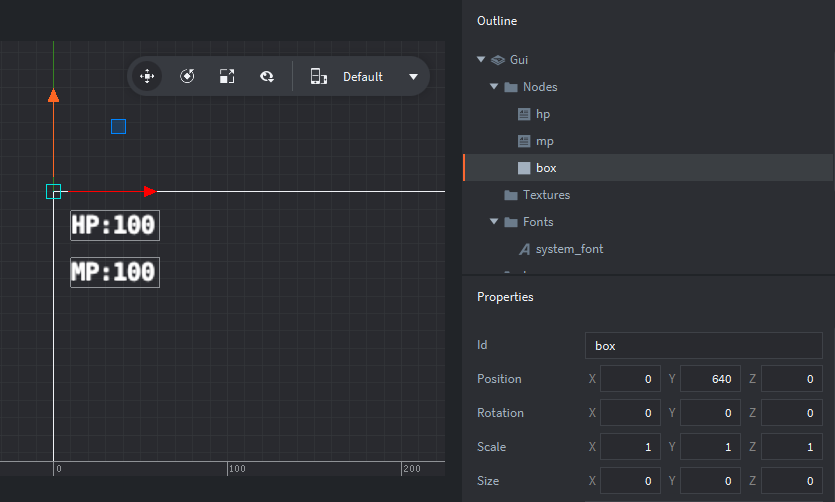 Outline
Default
Gui
Nodes
hp
mp
box
Textures
Fonts
system_font
HP:100
MP:100
0
100
200
Properties
Id box
Position X 0 Y 640 Z 0
Rotation X 0 Y 0 Z 0
Scale X 1 Y 1 Z 1
Size X 0 Y 0 Z 0